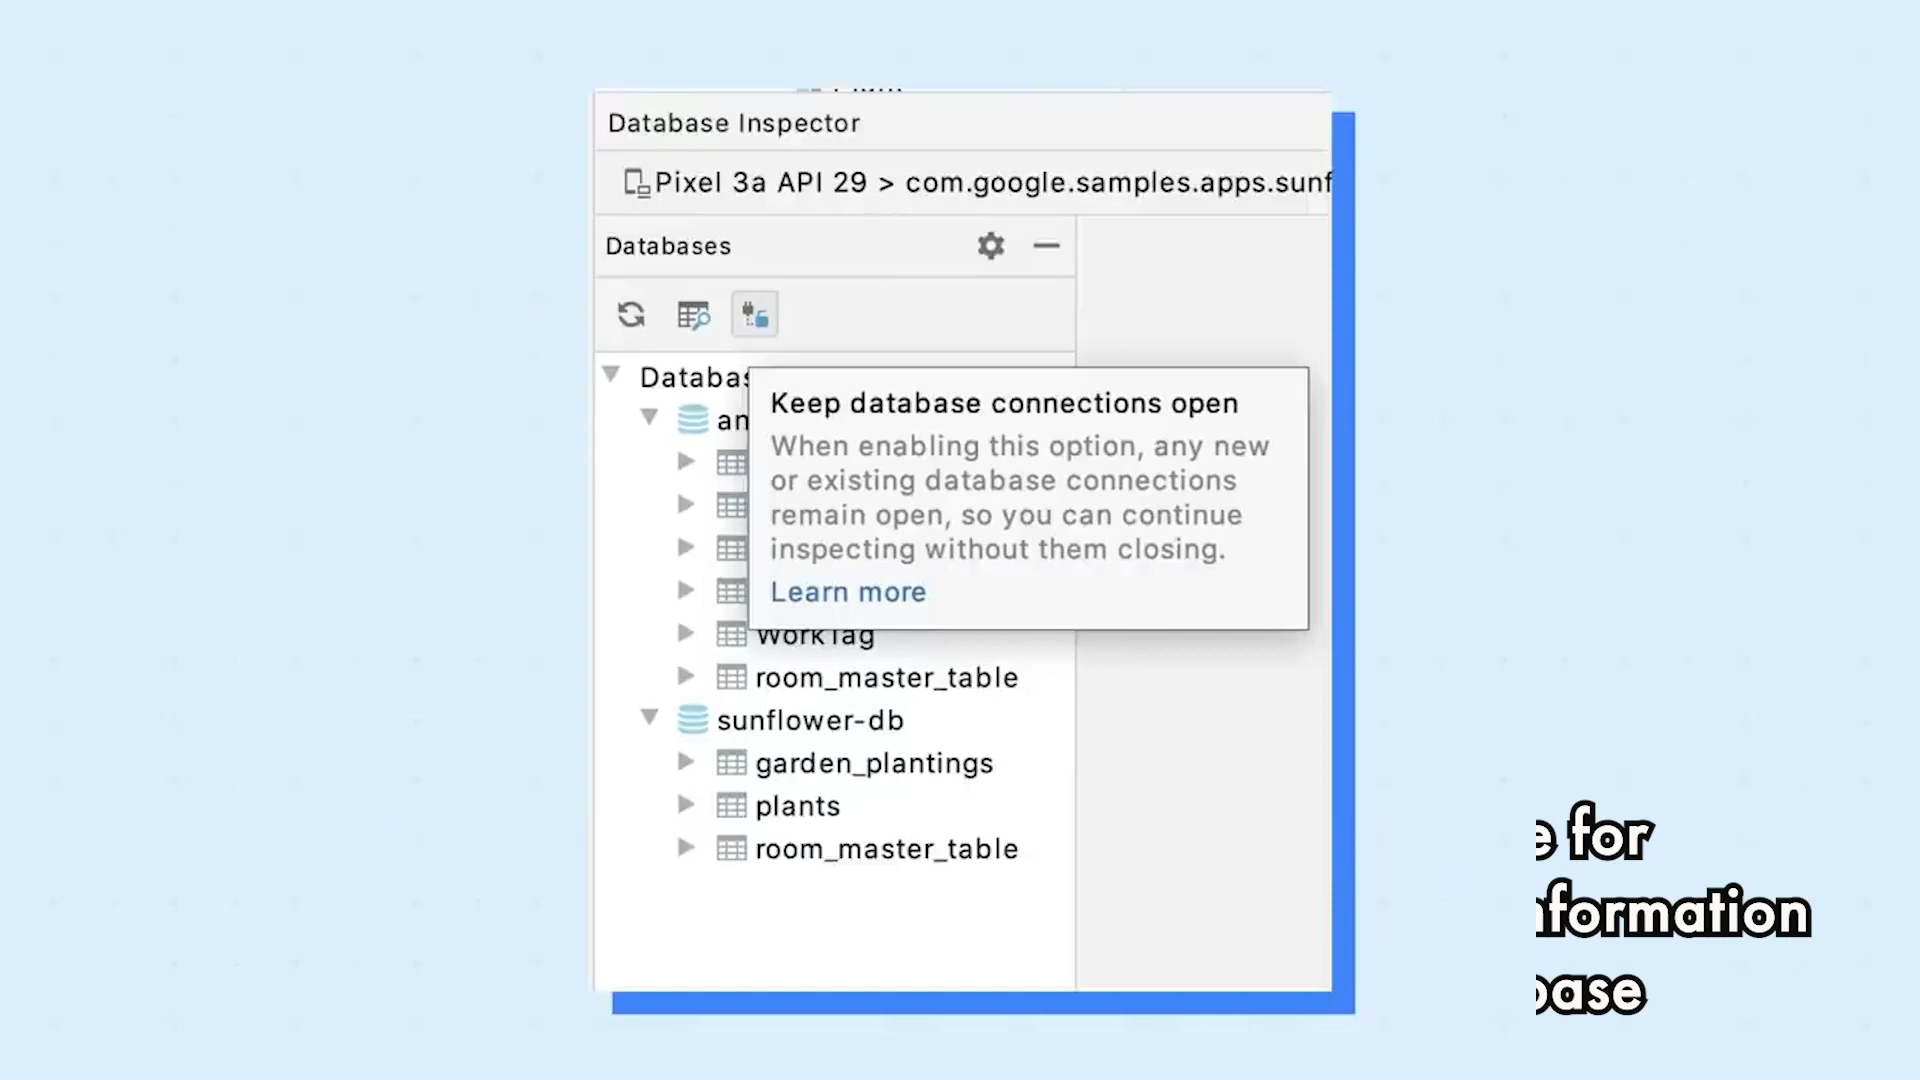 Database Inspector
Pixel 3a API 29 > com.google.samples.apps.sunf
Databases
Keep database connections open
When enabling this option, any new
or existing database connections
remain open, so you can continue
inspecting without them closing.
Learn more
WorkTag
room_master_table
sunflower-db
garden_plantings
plants
room_master_table
for